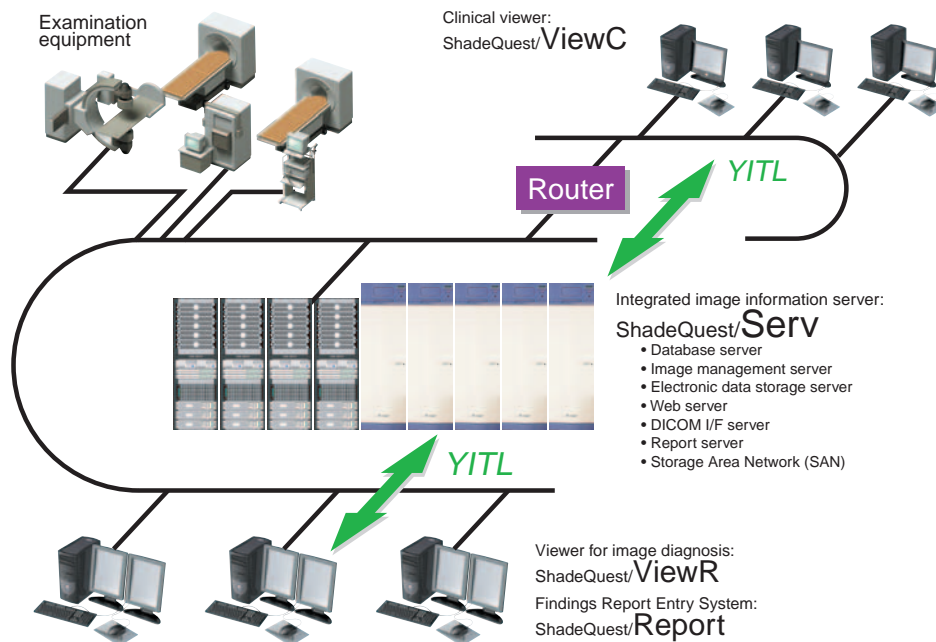 Examination
equipment
Clinical viewer:
ShadeQuest/ViewC
Router
YITL
Integrated image information server:
ShadeQuest/Serv
• Database server
• Image management server
• Electronic data storage server
• Web server
• DICOM I/F server
• Report server
• Storage Area Network (SAN)
YITL
Viewer for image diagnosis:
ShadeQuest/ViewR
Findings Report Entry System:
ShadeQuest/Report